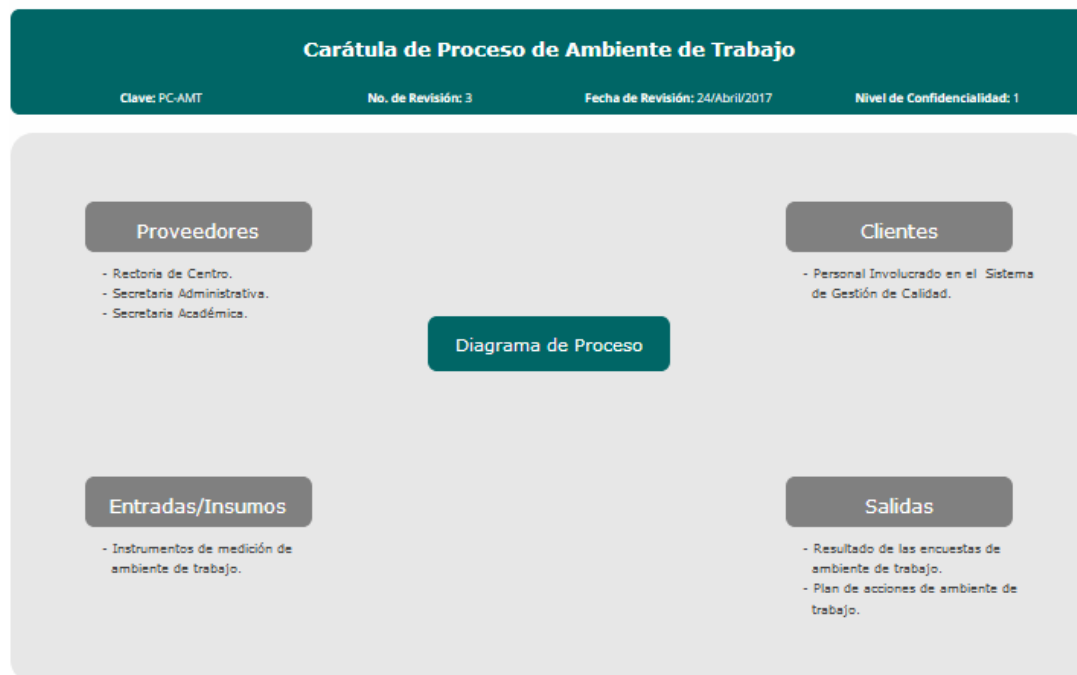 Carátula de Proceso de Ambiente de Trabajo
Clave: PC-AMT
No. de Revisión: 3
Fecha de Revisión: 24/Abril/2017
Nivel de Confidencialidad: 1
Proveedores
- Rectoria de Centro.
- Secretaria Administrativa.
- Secretaria Académica.
Clientes
- Personal Involucrado en el Sistema
de Gestión de Calidad.
Diagrama de Proceso
Entradas/Insumos
- Instrumentos de medición de
ambiente de trabajo.
Salidas
- Resultado de las encuestas de
ambiente de trabajo.
- Plan de acciones de ambiente de
trabajo.